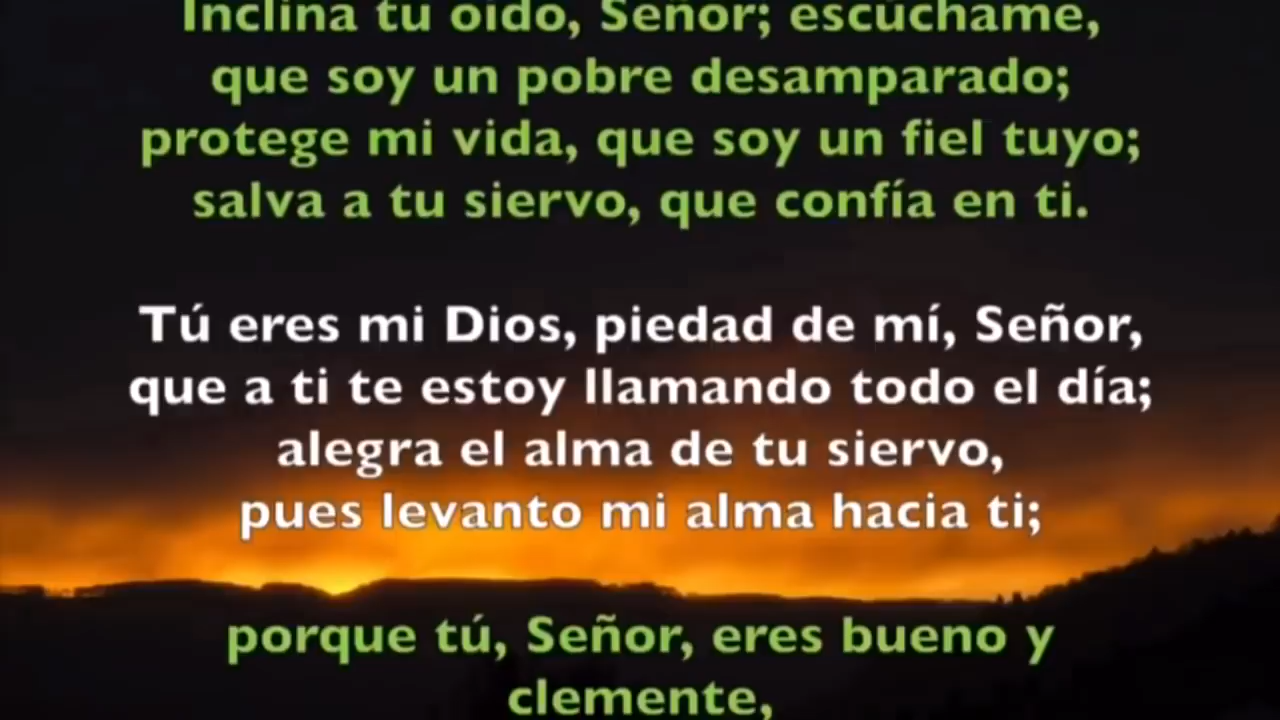 Inclina tu oído, Señor; escúchame,
que soy un pobre desamparado;
protege mi vida, que soy un fiel tuyo;
salva a tu siervo, que confía en ti.
Tú eres mi Dios, piedad de mí, Señor,
que a ti te estoy llamando todo el día;
alegra el alma de tu siervo,
pues levanto mi alma hacia ti;
porque tú, Señor, eres bueno y
clemente,